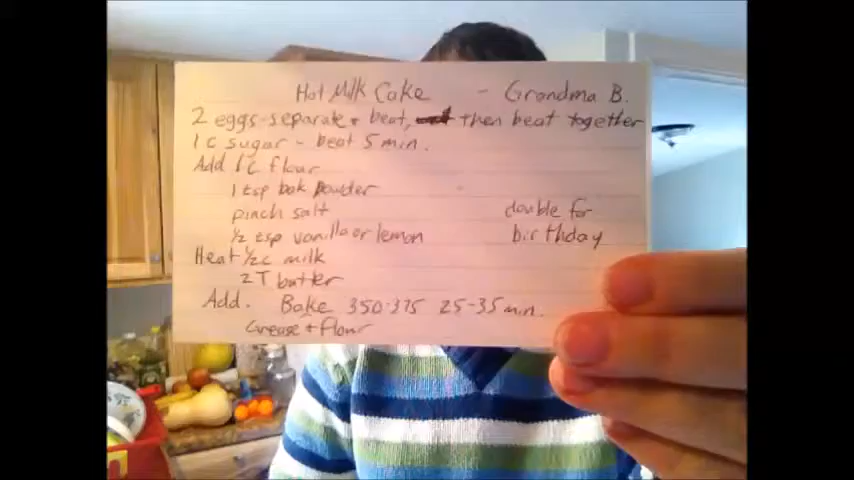 Hot Milk Cake - Grandma B.
2 eggs-separate + beat, then beat together
1 c sugar - beat 5 min.
Add 1 c flour
1 tsp bak powder
pinch salt
1/2 tsp vanilla or lemon
double for
birthday
Heat 1/2 c milk
2 T butter
Add. Bake 350-375 25-35 min.
Grease + flour